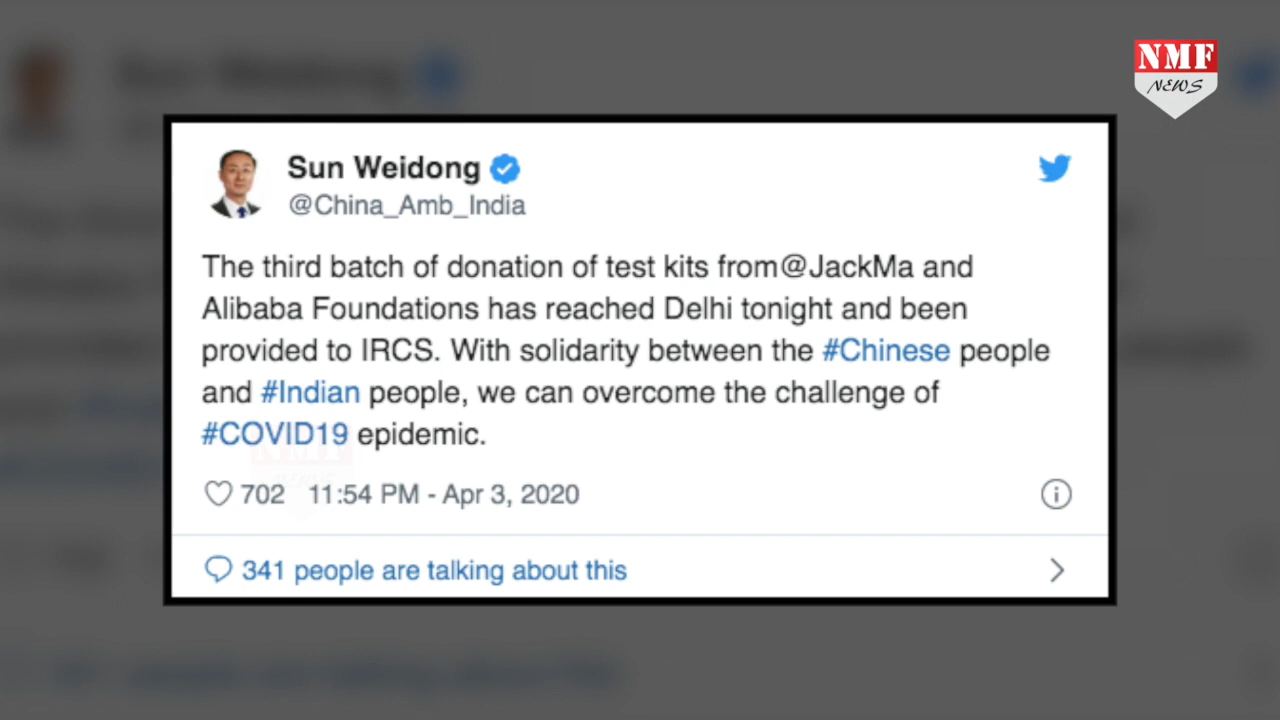 NMF
NEWS
Sun Weidong
@China_Amb_India
The third batch of donation of test kits from@JackMa and
Alibaba Foundations has reached Delhi tonight and been
provided to IRCS. With solidarity between the #Chinese people
and #Indian people, we can overcome the challenge of
#COVID19 epidemic.
702 11:54 PM - Apr 3, 2020
341 people are talking about this